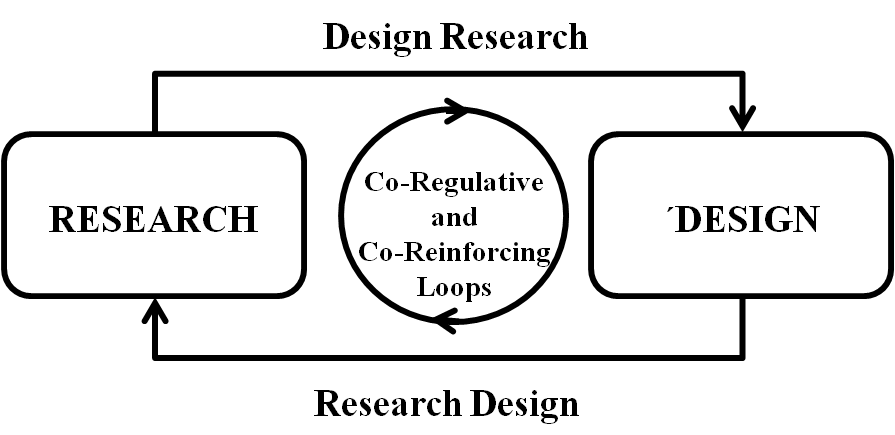 Design Research
RESEARCH
Co-Regulative
and
Co-Reinforcing
Loops
´DESIGN
Research Design